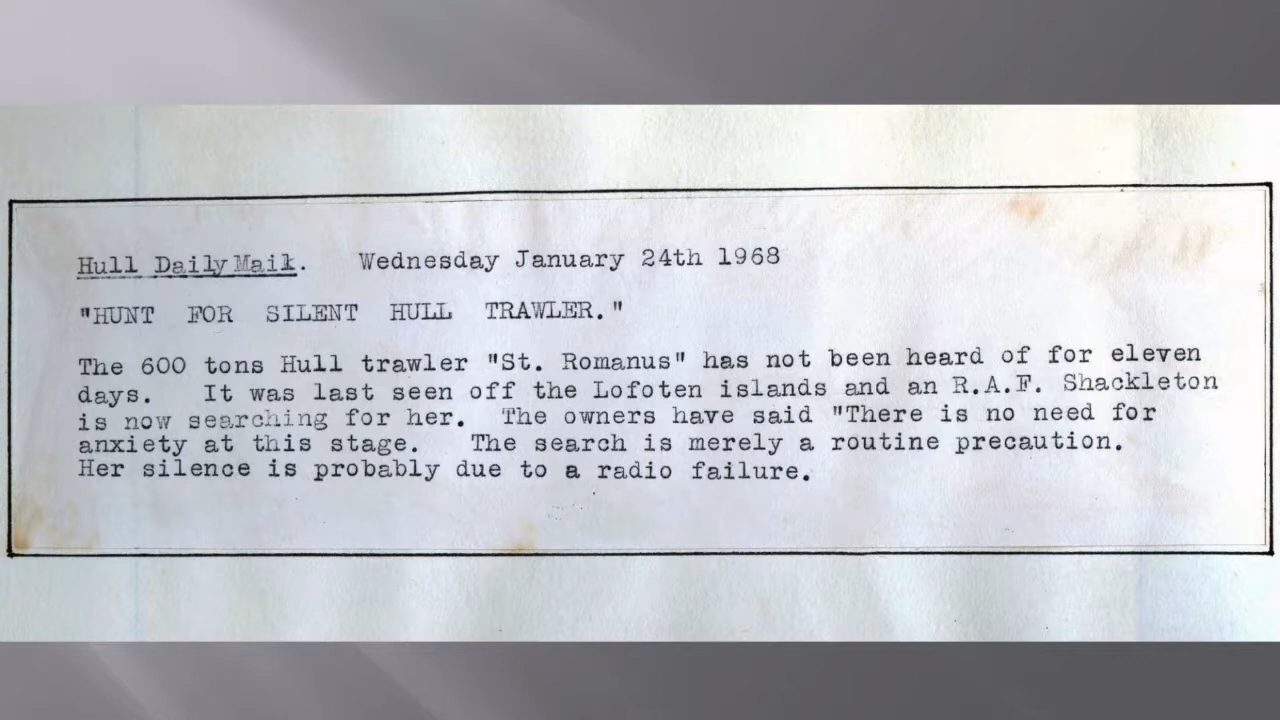 Hull Daily Mail. Wednesday January 24th 1968
"HUNT FOR SILENT HULL TRAWLER."
The 600 tons Hull trawler "St. Romanus" has not been heard of for eleven
days. It was last seen off the Lofoten islands and an R.A.F. Shackleton
is now searching for her. The owners have said "There is no need for
anxiety at this stage. The search is merely a routine precaution.
Her silence is probably due to a radio failure.